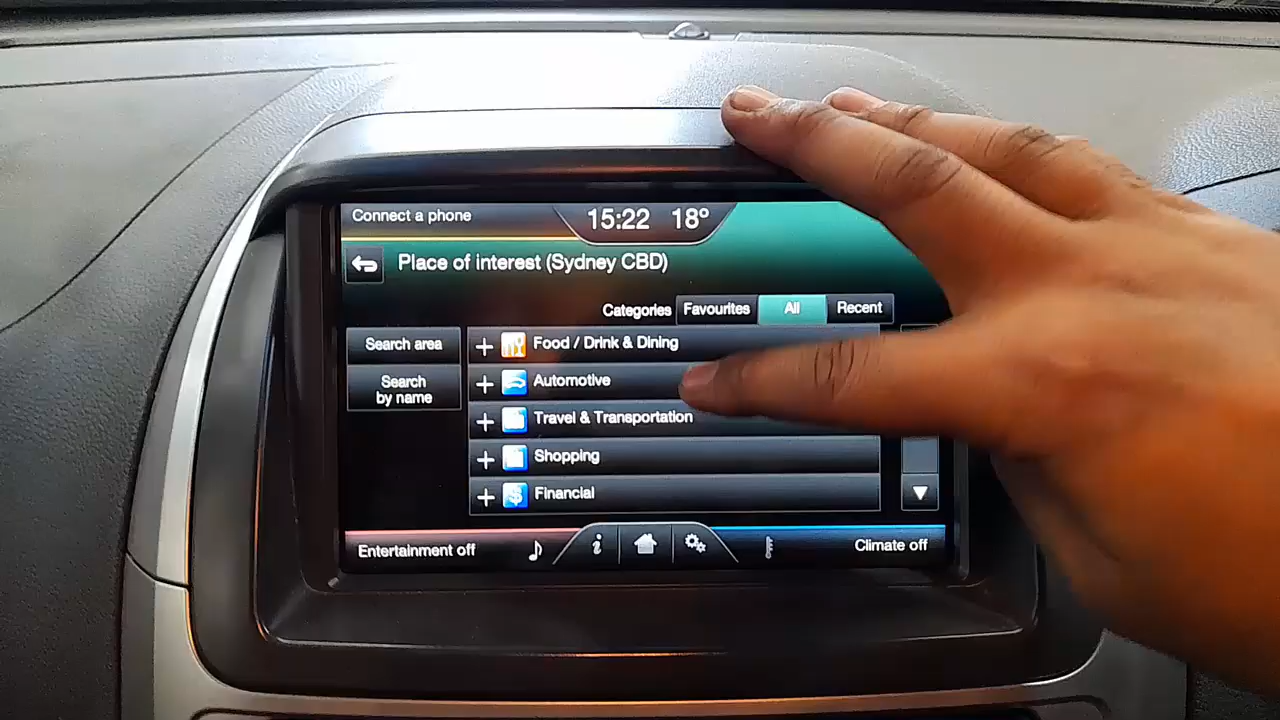 Connect a phone
15:22 18°
Place of interest (Sydney CBD)
Categories Favourites All Recent
Search area
Search
by name
Food / Drink & Dining
Automotive
Travel & Transportation
Shopping
Financial
Entertainment off
Climate off